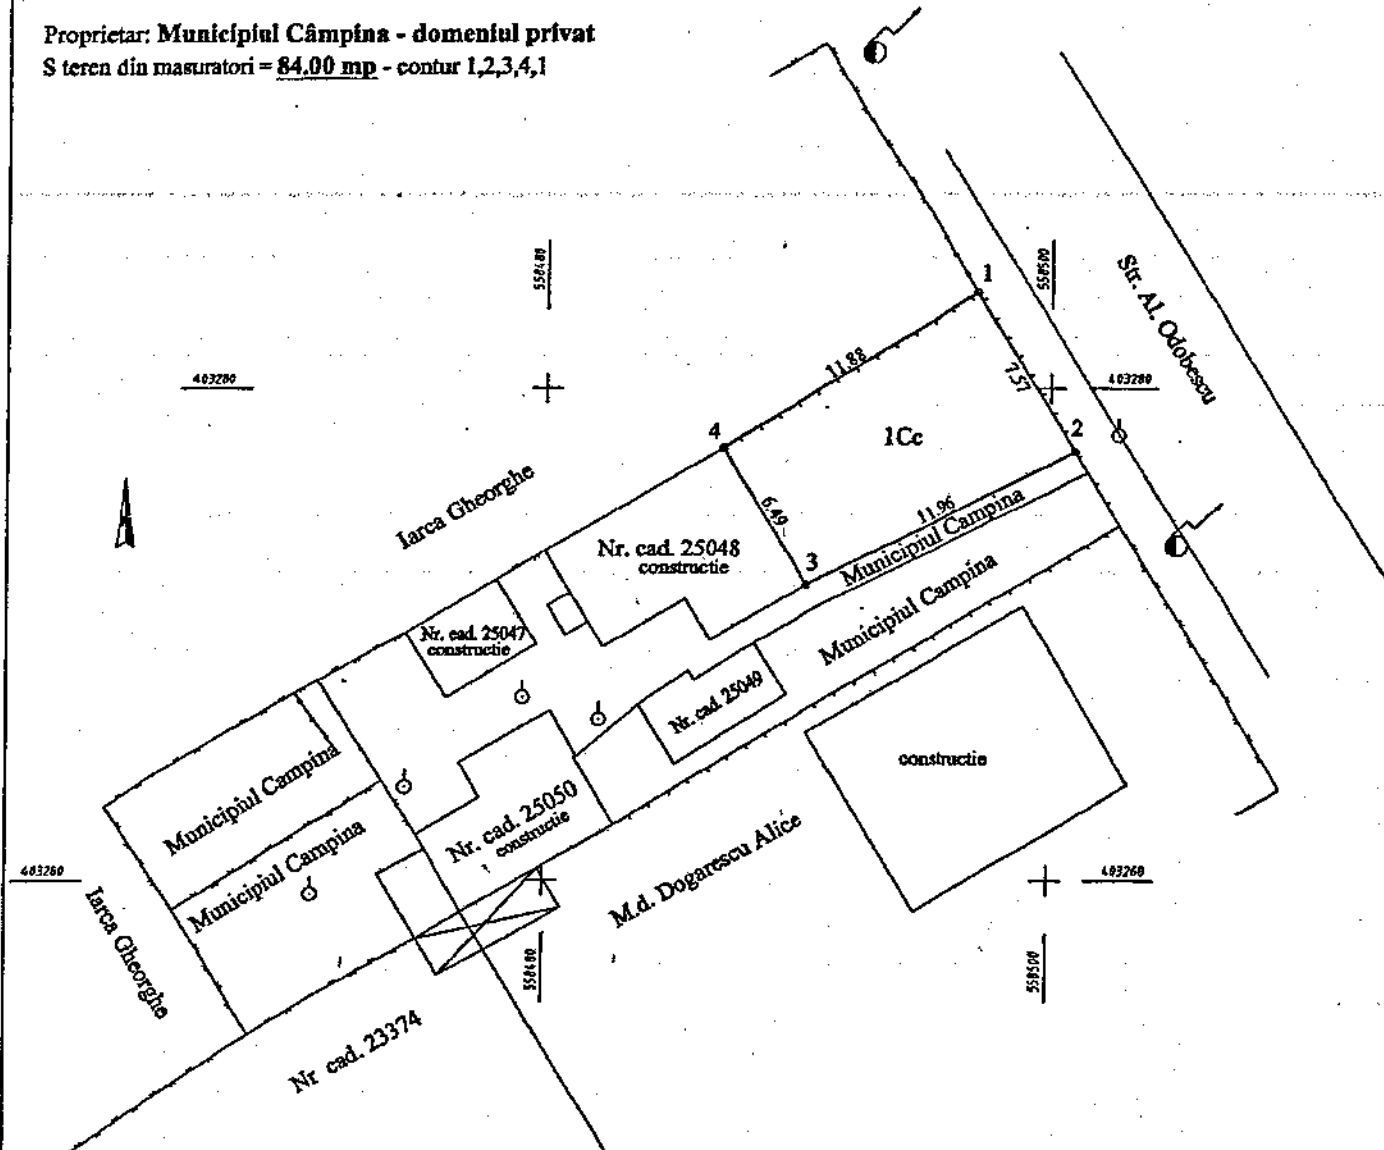 Proprietar: Municipiul Câmpina - domeniul privat
S teren din masuratori = 84.00 mp - contur 1,2,3,4,1
558480
558500
1
Str. Al. Odobescu
403280
11.88
7.57
403280
4
1Cc
2
Iarca Gheorghe
6.49
11.96
Municipiul Campina
Nr. cad. 25048
constructie
3
Municipiul Campina
Nr. cad. 25047
constructie
Nr. cad. 25049
Municipiul Campina
constructie
Nr. cad. 25050
constructie
Municipiul Campina
M.d. Dogarescu Alice
403260
403260
Iarca Gheorghe
558480
558500
Nr cad. 23374